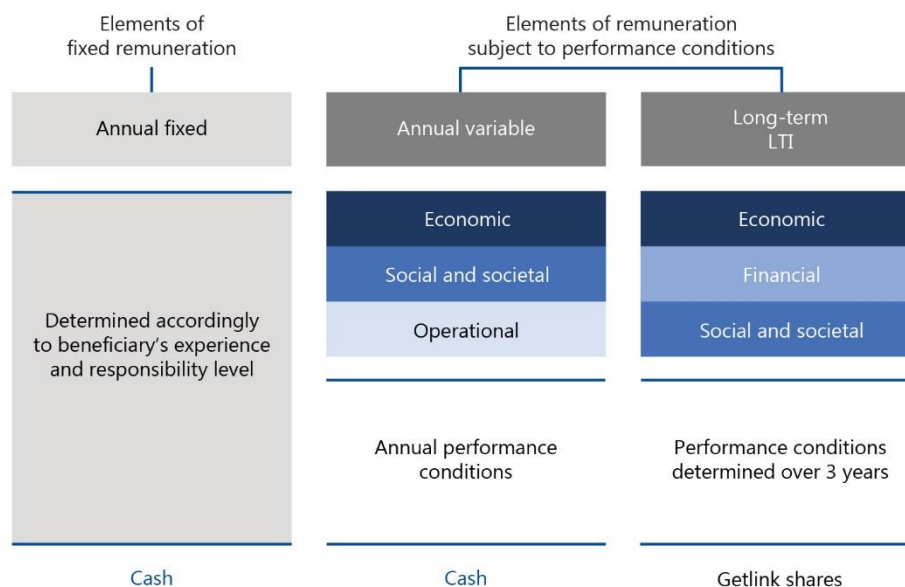 Elements of
fixed remuneration
Elements of remuneration
subject to performance conditions
Annual fixed
Annual variable
Long-term
LTI
Determined accordingly
to beneficiary's experience
and responsibility level
Economic
Social and societal
Operational
Economic
Financial
Social and societal
Annual performance
conditions
Performance conditions
determined over 3 years
Cash
Cash
Getlink shares